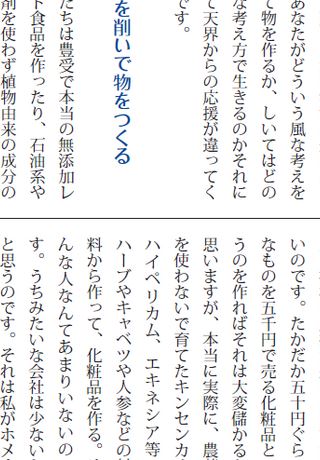 あなたがどういう風な考えを
て物を作るか、しいてはどの
な考え方で生きるのかそれに
て天界からの応援が違ってく
です。
を削いで物をつくる
たちは豊受で本当の無添加レ
ト食品を作ったり、石油系や
剤を使わず植物由来の成分の
いのです。たかだか五十円ぐら
なものを五千円で売る化粧品と
うのを作ればそれは大変儲かる
思いますが、本当に実際に、農
を使わないで育てたキンセンカ
ハイペリカム、エキネシア等
ハーブやキャベツや人参などの
料から作って、化粧品を作る。
んな人なんてあまりいないの
す。うちみたいな会社は少ない
と思うのです。それは私がホメ